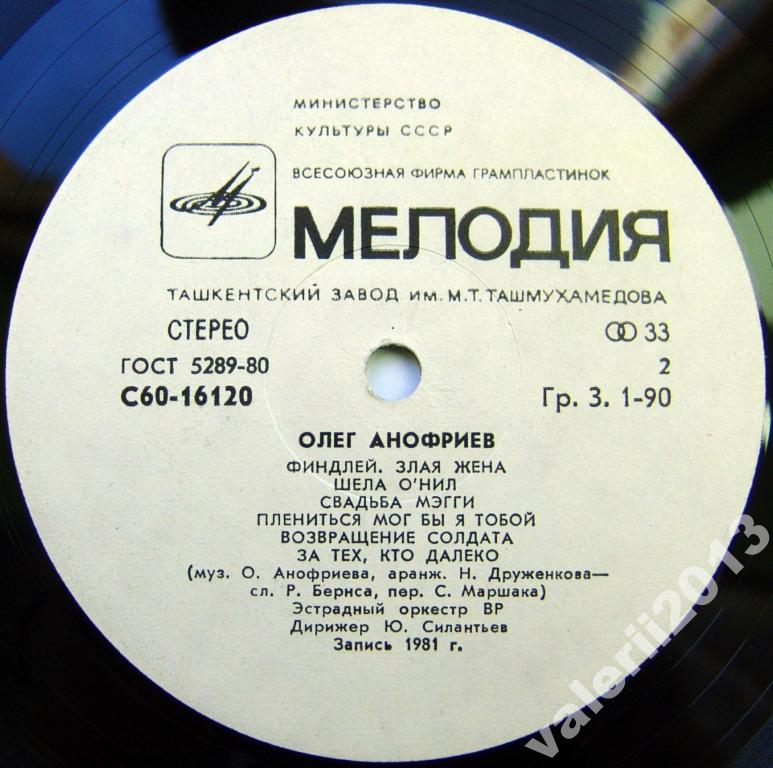 МИНИСТЕРСТВО
КУЛЬТУРЫ СССР
ВСЕСОЮЗНАЯ ФИРМА ГРАМПЛАСТИНОК
МЕЛОДИЯ
ТАШКЕНТСКИЙ ЗАВОД ИМ. М.Т. ТАШМУХАМЕДОВА
СТЕРЕО 33
ГОСТ 5289-80 2
С60-16120 Гр. 3. 1-90
ОЛЕГ АНОФРИЕВ
ФИНДЛЕЙ. ЗЛАЯ ЖЕНА
ШЕЛА О'НИЛ
СВАДЬБА МЭГГИ
ПЛЕНИТЬСЯ МОГ БЫ Я ТОБОЙ
ВОЗВРАЩЕНИЕ СОЛДАТА
ЗА ТЕХ, КТО ДАЛЕКО
(муз. О. Анофриева, аранж. Н. Друженкова—
сл. Р. Бернса, пер. С. Маршака)
Эстрадный оркестр ВР
Дирижер Ю. Силантьев
Запись 1981 г.
valerii2013